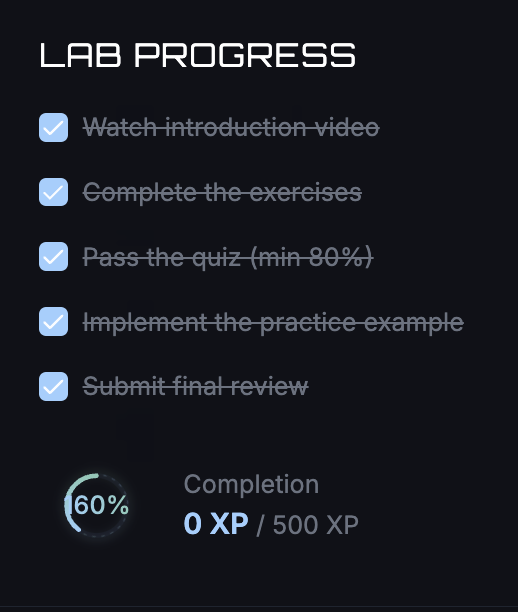 LAB PROGRESS
Watch introduction video
Complete the exercises
Pass the quiz (min 80%)
Implement the practice example
Submit final review
160%
Completion
0 XP / 500 XP